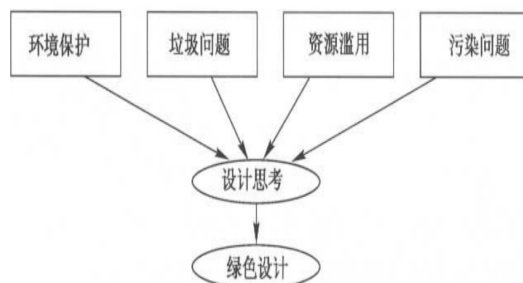 环境保护
垃圾问题
资源滥用
污染问题
设计思考
绿色设计